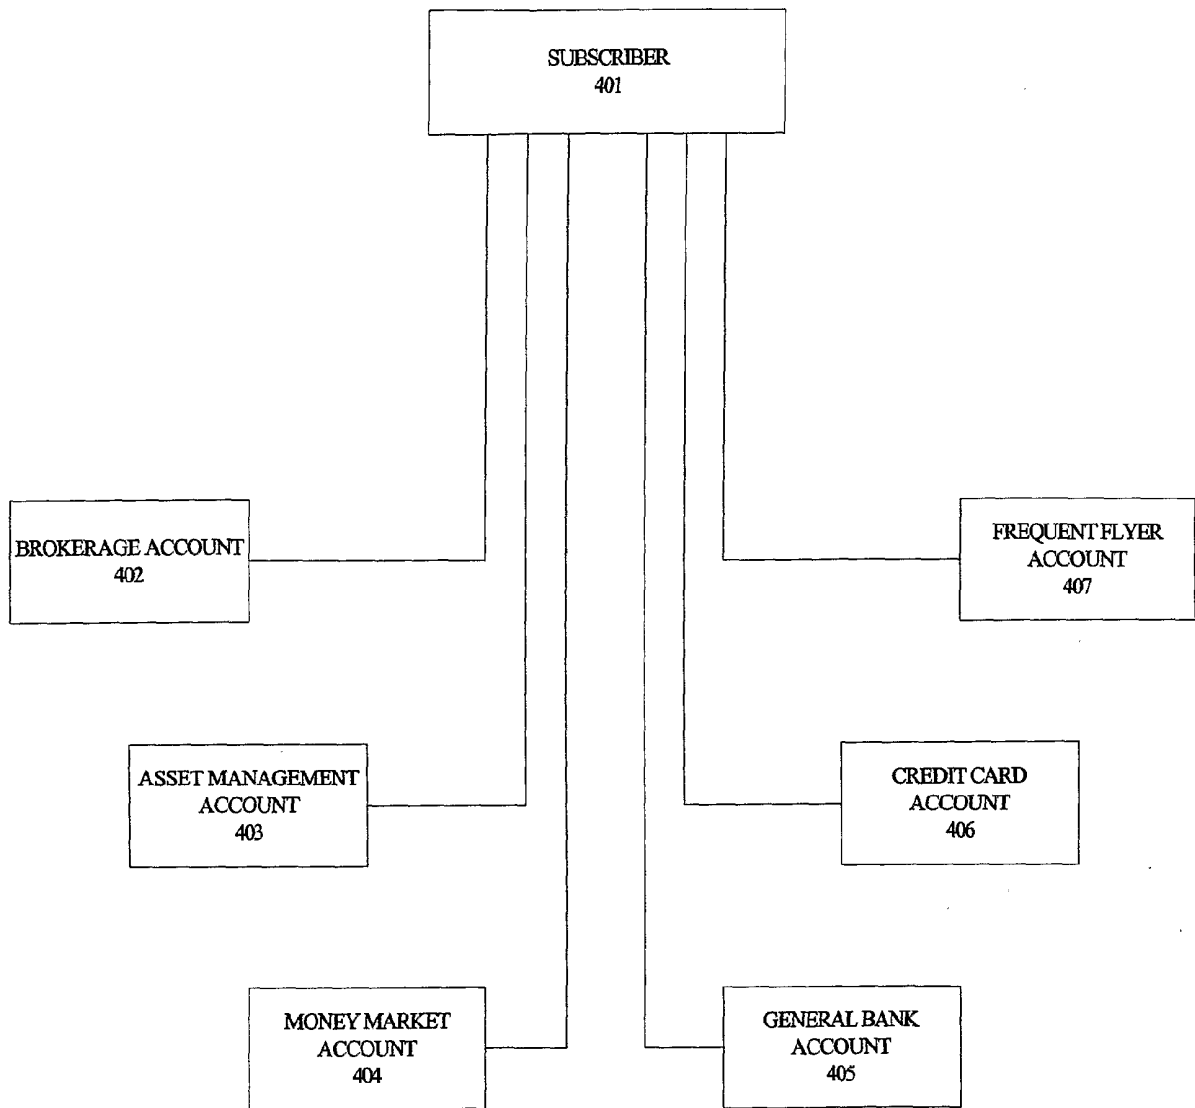 SUBSCRIBER
401
BROKERAGE ACCOUNT
402
FREQUENT FLYER
ACCOUNT
407
ASSET MANAGEMENT
ACCOUNT
403
CREDIT CARD
ACCOUNT
406
MONEY MARKET
ACCOUNT
404
GENERAL BANK
ACCOUNT
405